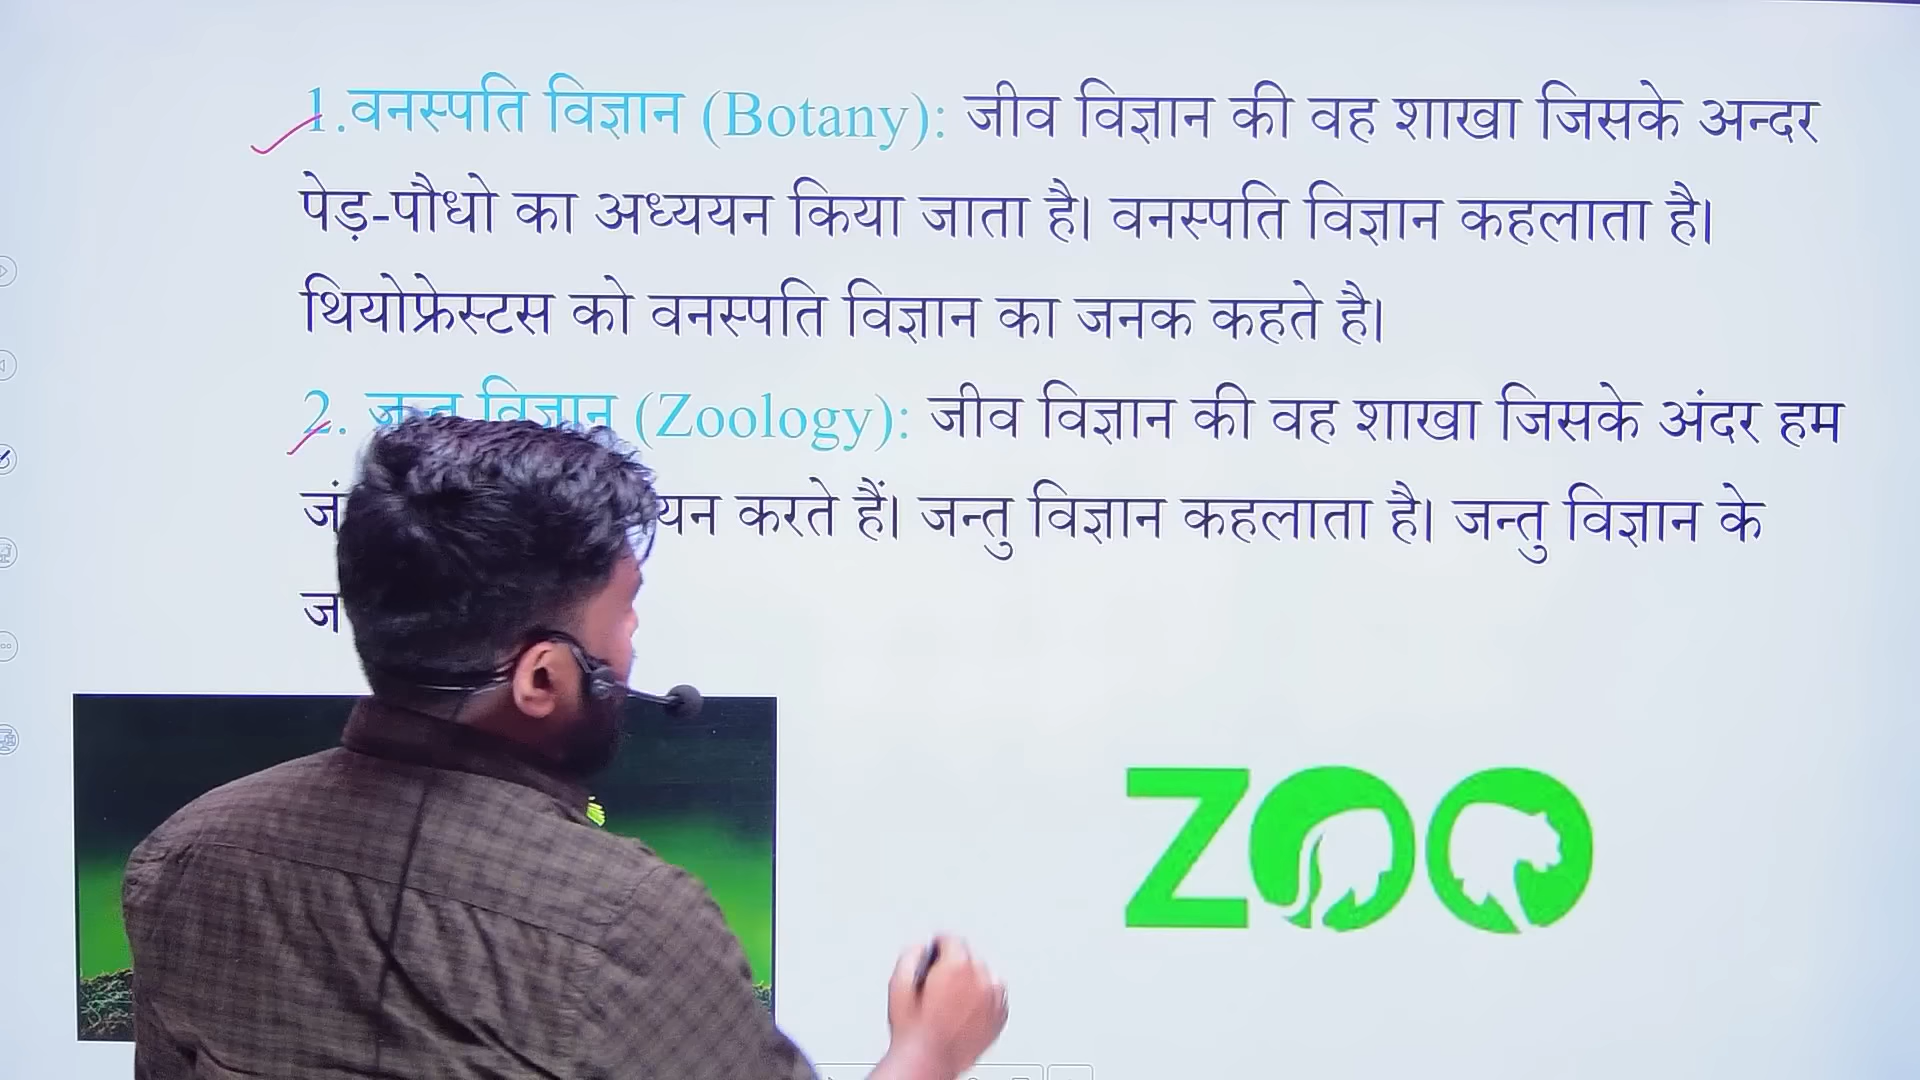 1.वनस्पति विज्ञान (Botany): जीव विज्ञान की वह शाखा जिसके अन्दर
पेड़-पौधो का अध्ययन किया जाता है। वनस्पति विज्ञान कहलाता है।
थियोफ्रेस्टस को वनस्पति विज्ञान का जनक कहते है।
2. जन्तु विज्ञान (Zoology): जीव विज्ञान की वह शाखा जिसके अंदर हम
करते हैं। जन्तु विज्ञान कहलाता है। जन्तु विज्ञान के
ZOO